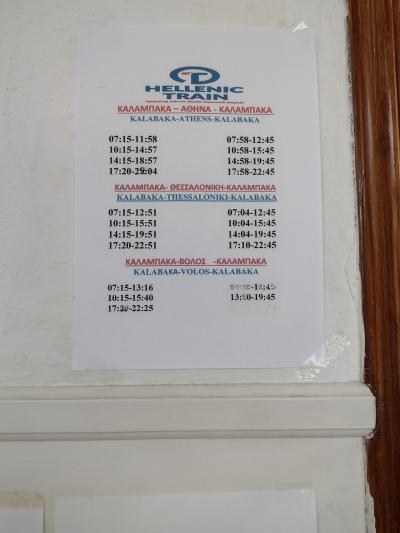 HELLENIC
TRAIN
ΚΑΛΑΜΠΑΚΑ – ΑΘΗΝΑ - ΚΑΛΑΜΠΑΚΑ
KALABAKA-ATHENS-KALABAKA
07:15-11:58 07:58-12:45
10:15-14:57 10:58-15:45
14:15-18:57 14:58-19:45
17:20- 17:58-22:45
ΚΑΛΑΜΠΑΚΑ- ΘΕΣΣΑΛΟΝΙΚΗ-ΚΑΛΑΜΠΑΚΑ
KALABAKA-THESSALONIKI-KALABAKA
07:15-12:51 07:04-12:45
10:15-15:51 10:04-15:45
14:15-19:51 14:04-19:45
17:20-22:51 17:10-22:45
ΚΑΛΑΜΠΑΚΑ-ΒΟΛΟΣ -ΚΑΛΑΜΠΑΚΑ
KALABAKA-VOLOS-KALABAKA
07:15-13:16
10:15-15:40
17:20-22:25